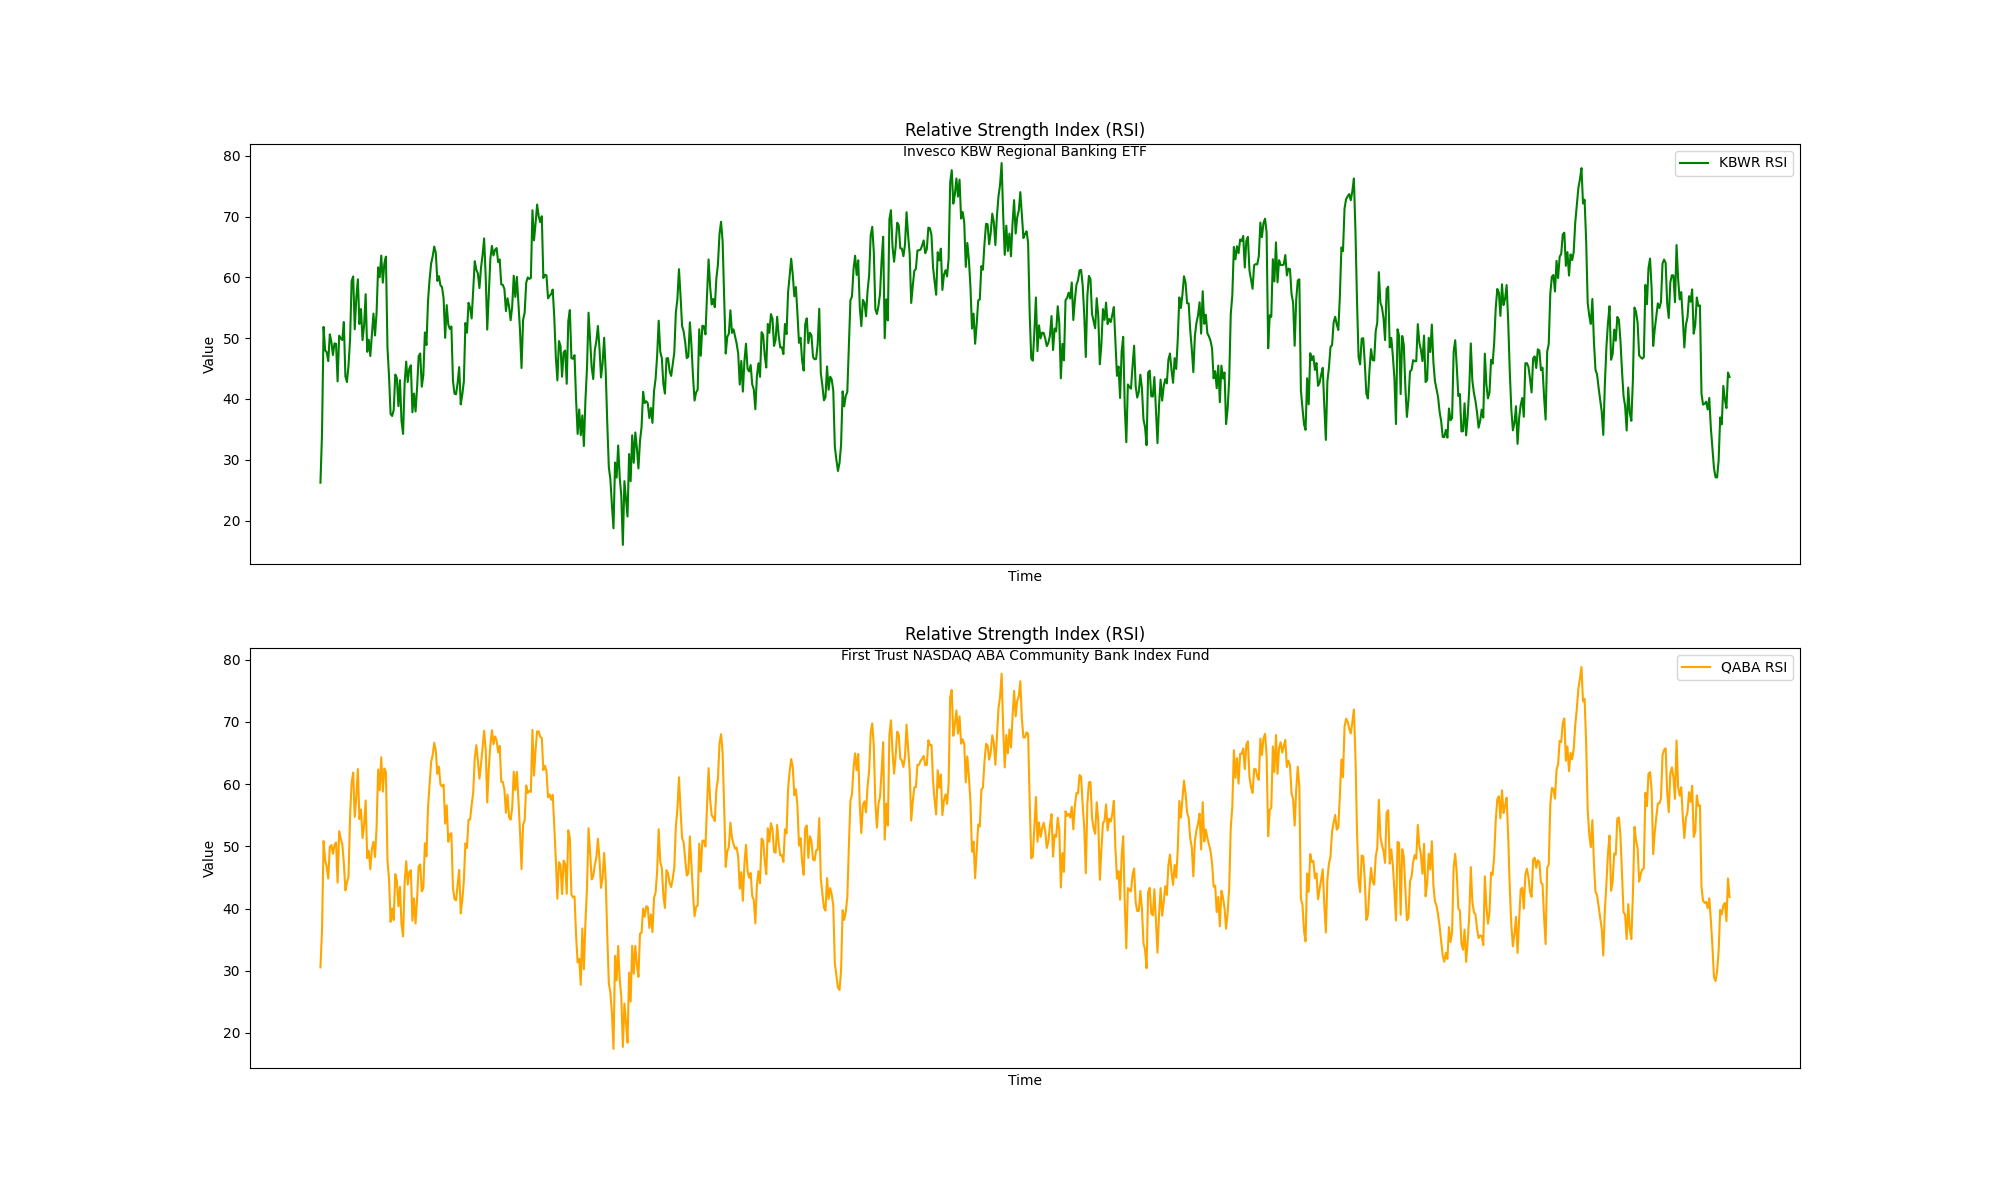 Relative Strength Index (RSI)
Invesco KBW Regional Banking ETF
KBWR RSI
80
70
60
50
40
30
20
Value
Time
Relative Strength Index (RSI)
First Trust NASDAQ ABA Community Bank Index Fund
QABA RSI
80
70
60
50
40
30
20
Value
Time